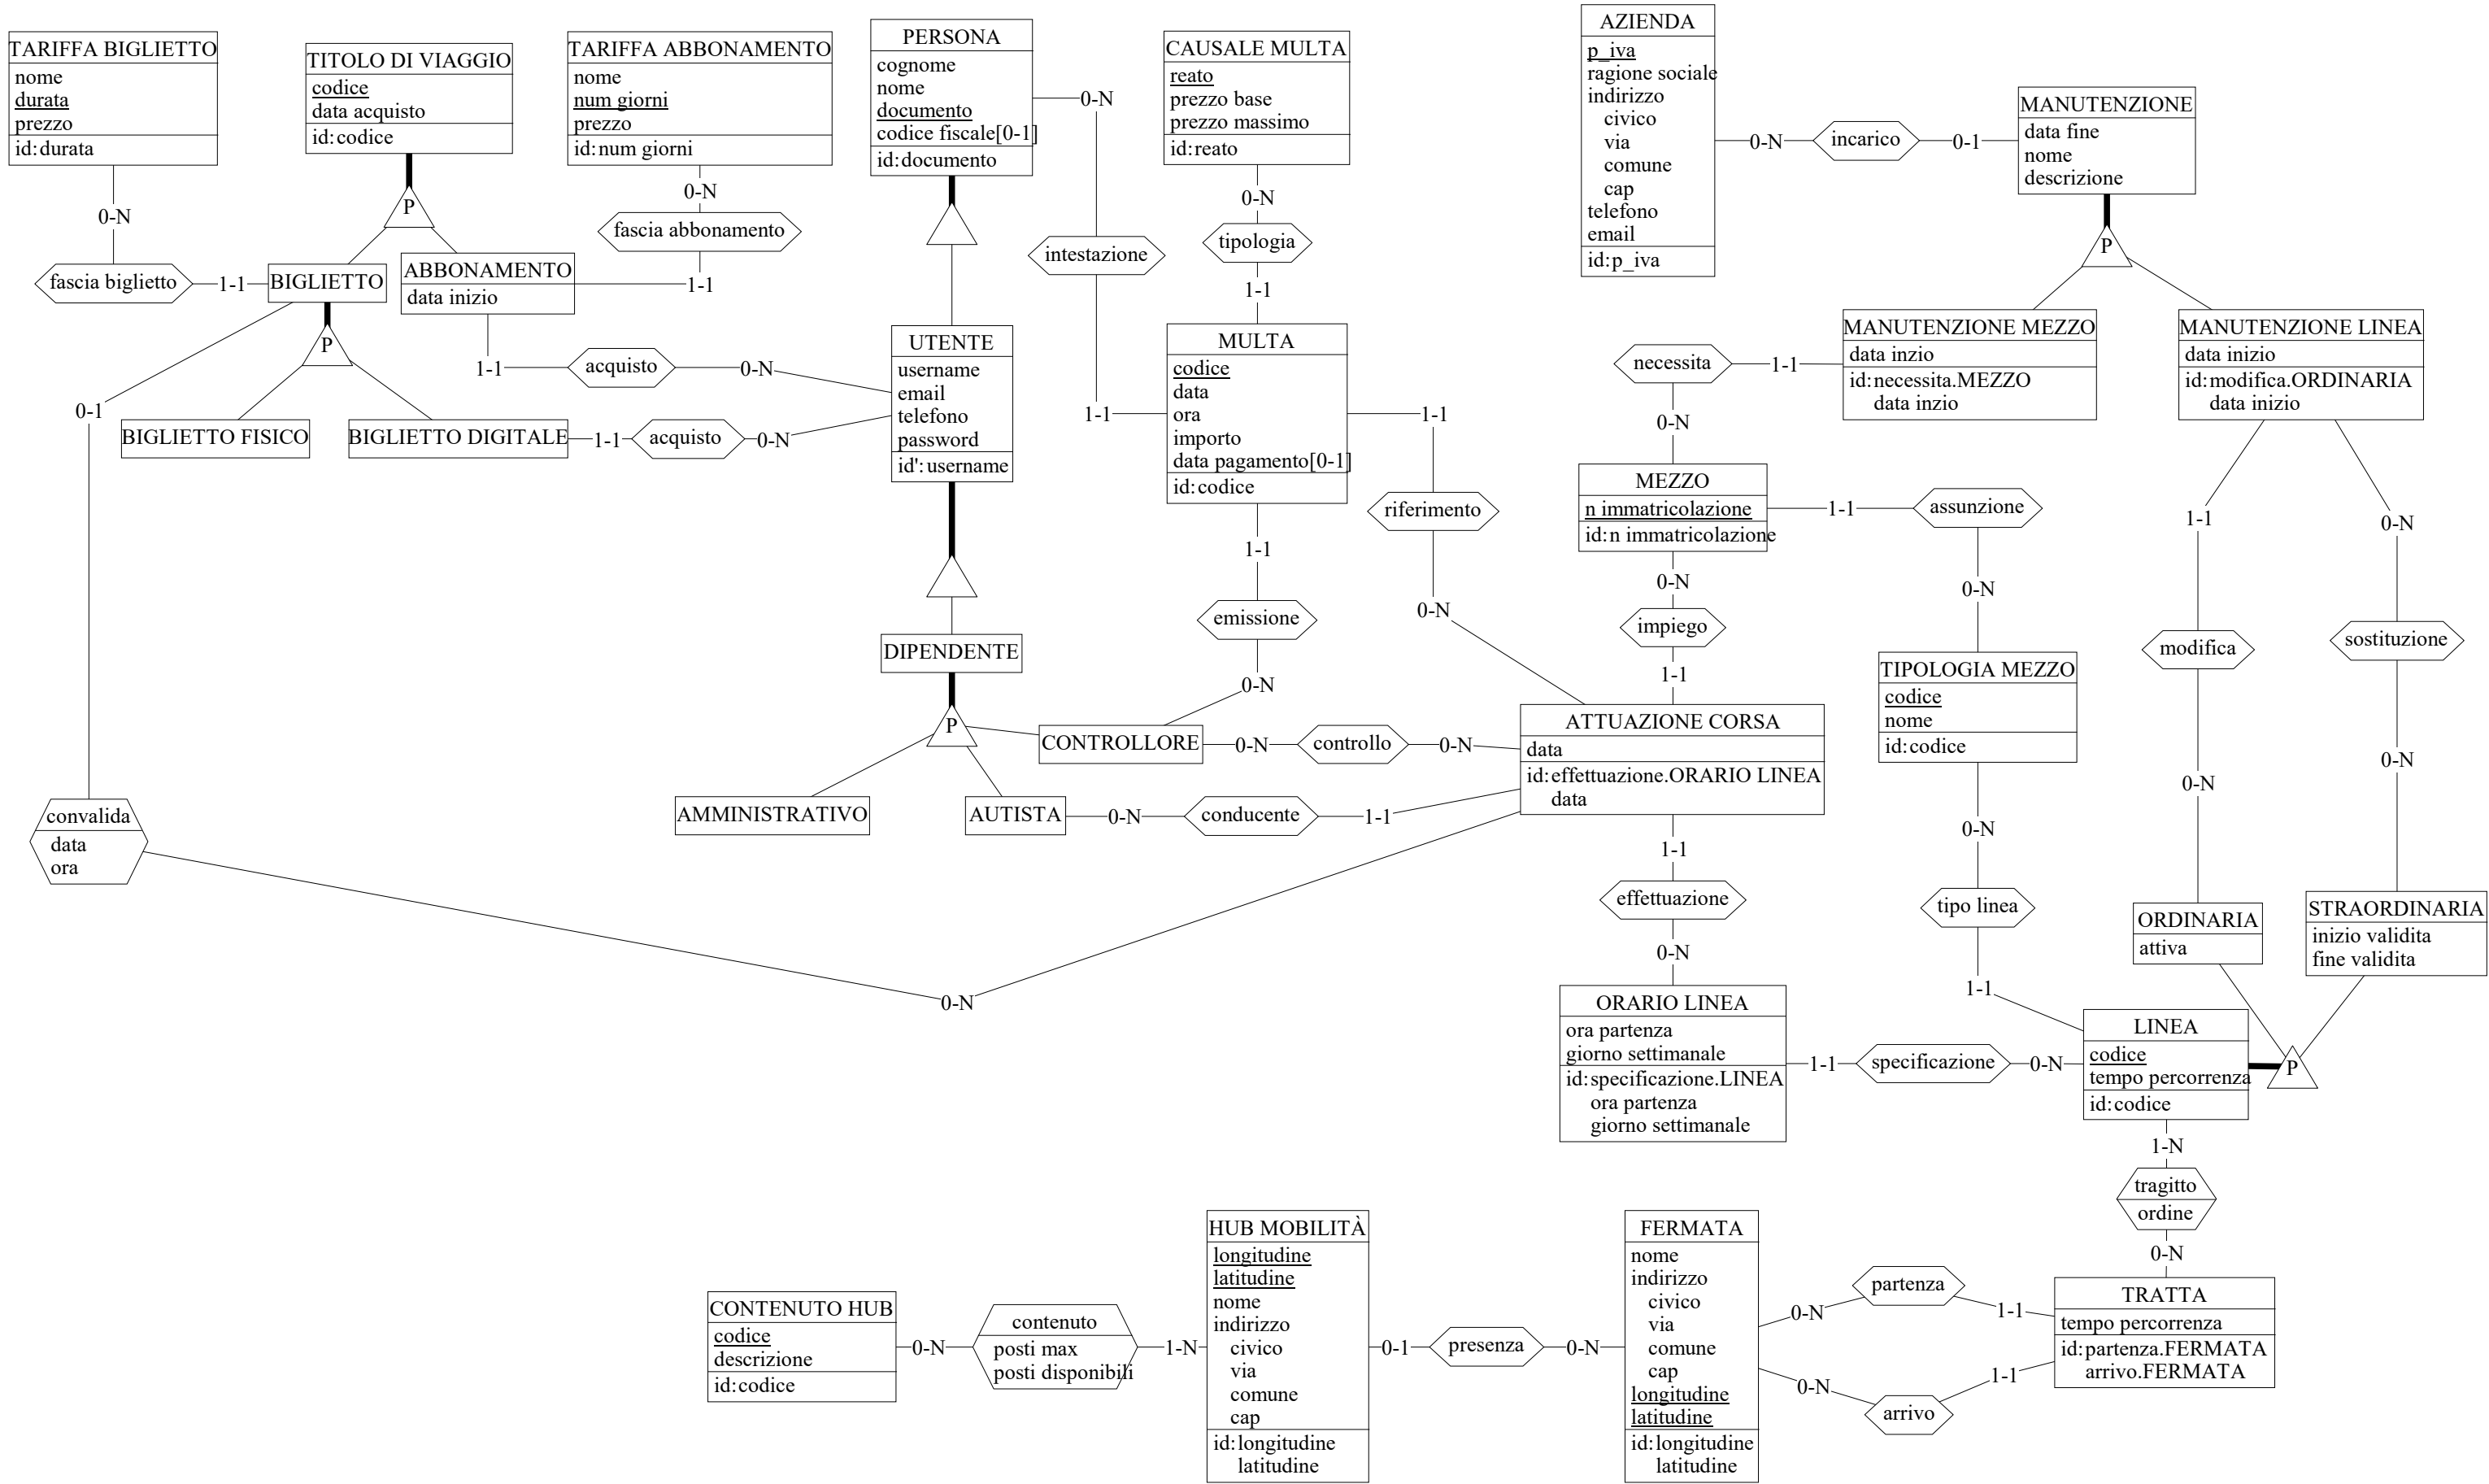 TARIFFA BIGLIETTO
nome
durata
prezzo
id:durata
0-N
fascia biglietto
1-1
TITOLO DI VIAGGIO
codice
data acquisto
id:codice
P
BIGLIETTO
P
BIGLIETTO FISICO
BIGLIETTO DIGITALE
0-1
ABBONAMENTO
data inizio
TARIFFA ABBONAMENTO
nome
num giorni
prezzo
id:num giorni
0-N
fascia abbonamento
1-1
1-1
acquisto
0-N
1-1
acquisto
0-N
PERSONA
cognome
nome
documento
codice fiscale[0-1]
id:documento
0-N
intestazione
1-1
UTENTE
username
email
telefono
password
id':username
DIPENDENTE
P
AMMINISTRATIVO
AUTISTA
CONTROLLORE
CAUSALE MULTA
reato
prezzo base
prezzo massimo
id:reato
0-N
tipologia
1-1
MULTA
codice
data
ora
importo
data pagamento[0-1]
id:codice
1-1
emissione
0-N
1-1
riferimento
0-N
0-N
controllo
0-N
0-N
conducente
1-1
convalida
data
ora
0-N
AZIENDA
p_iva
ragione sociale
indirizzo
civico
via
comune
cap
telefono
email
id:p_iva
0-N
incarico
0-1
MANUTENZIONE
data fine
nome
descrizione
P
MANUTENZIONE MEZZO
data inzio
id:necessita.MEZZO
data inzio
MANUTENZIONE LINEA
data inizio
id:modifica.ORDINARIA
data inizio
necessita
1-1
0-N
MEZZO
n immatricolazione
id:n immatricolazione
1-1
assunzione
0-N
0-N
impiego
1-1
TIPOLOGIA MEZZO
codice
nome
id:codice
0-N
tipo linea
1-1
1-1
modifica
0-N
0-N
sostituzione
0-N
ATTUAZIONE CORSA
data
id:effettuazione.ORARIO LINEA
data
1-1
effettuazione
0-N
ORDINARIA
attiva
STRAORDINARIA
inizio validita
fine validita
P
ORARIO LINEA
ora partenza
giorno settimanale
id:specificazione.LINEA
ora partenza
giorno settimanale
1-1
specificazione
0-N
LINEA
codice
tempo percorrenza
id:codice
1-N
tragitto
ordine
0-N
CONTENUTO HUB
codice
descrizione
id:codice
0-N
contenuto
posti max
posti disponibili
1-N
HUB MOBILITÀ
longitudine
latitudine
nome
indirizzo
civico
via
comune
cap
id:longitudine
latitudine
0-1
presenza
0-N
FERMATA
nome
indirizzo
civico
via
comune
cap
longitudine
latitudine
id:longitudine
latitudine
0-N
partenza
1-1
0-N
arrivo
1-1
TRATTA
tempo percorrenza
id:partenza.FERMATA
arrivo.FERMATA